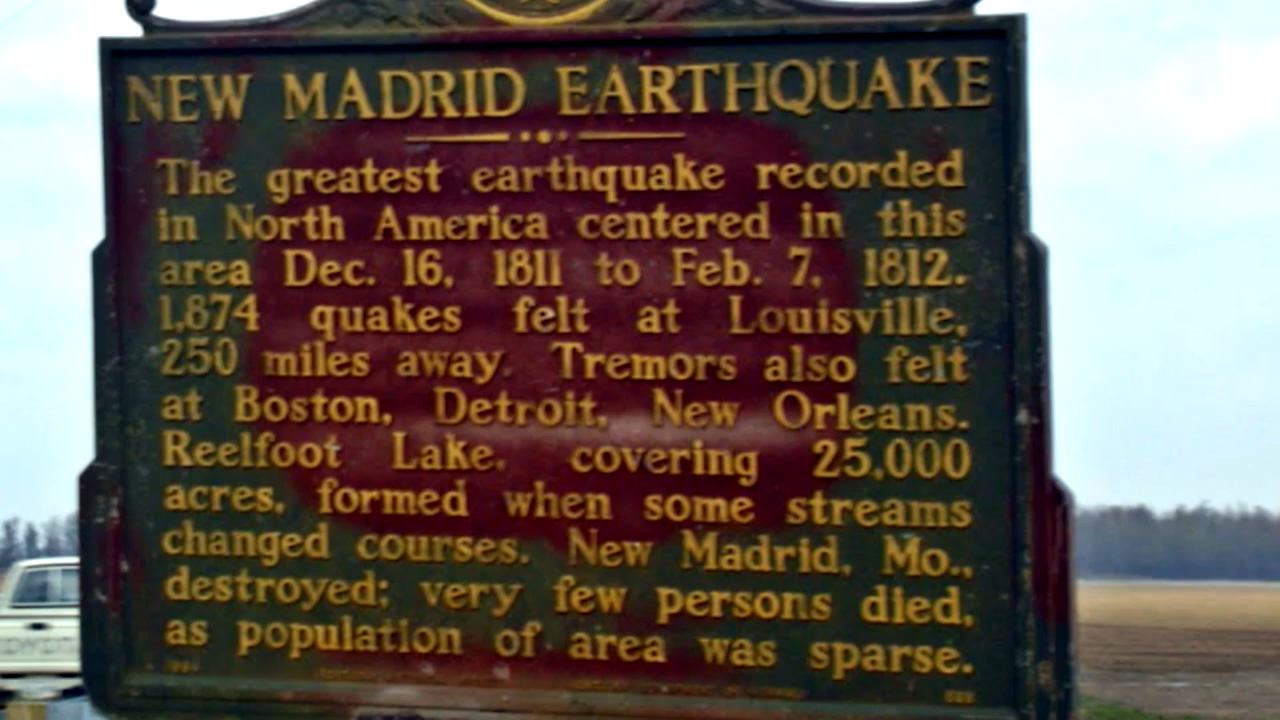 NEW MADRID EARTHQUAKE
The greatest earthquake recorded
in North America centered in this
area Dec. 16, 1811 to Feb. 7, 1812.
1,874 quakes felt at Louisville,
250 miles away. Tremors also felt
at Boston, Detroit, New Orleans.
Reelfoot Lake, covering 25,000
acres, formed when some streams
changed courses. New Madrid, Mo.,
destroyed; very few persons died,
as population of area was sparse.